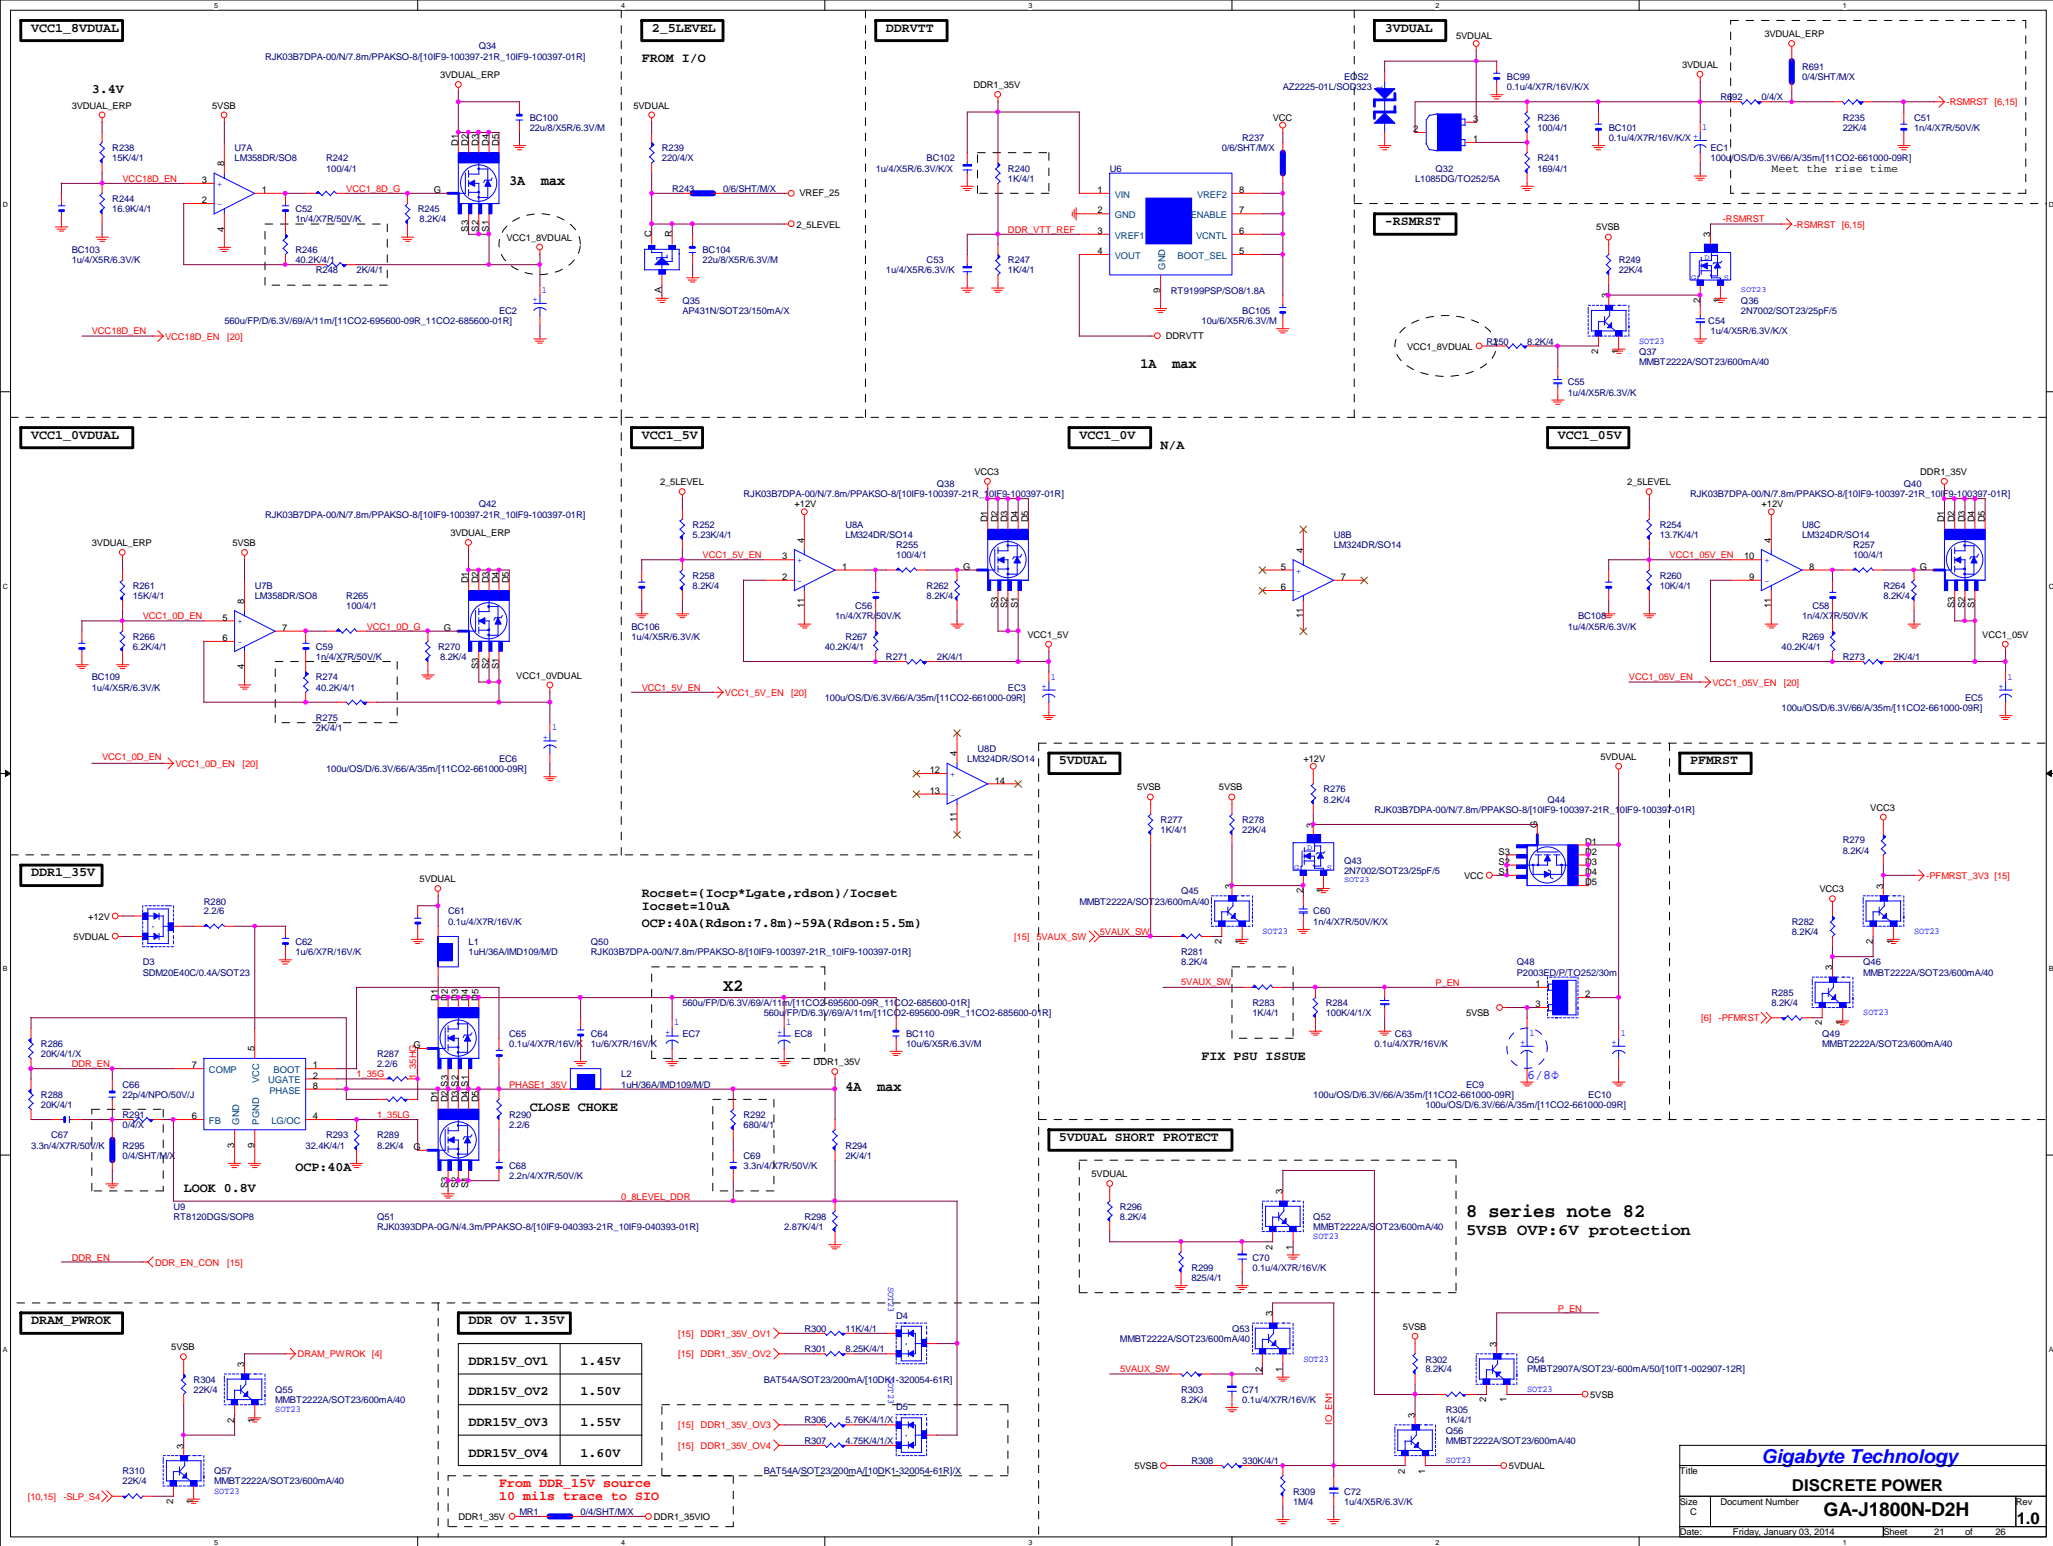 VCC1_8VDUAL
Q34
RJK03B7DPA-00/N/7.8m/PPAKSO-8/[10IF9-100397-21R_10IF9-100397-01R]
3VDUAL_ERP
3.4V
3VDUAL_ERP
5VSB
BC100
22u/8/X5R/6.3V/M
D1 D2 D3 D4 D5
R238
15K/4/1
U7A
LM358DR/SO8
R242
100/4/1
3A max
VCC18D_EN
VCC1_8D_G
G
R244
16.9K/4/1
C52
1n/4/X7R/50V/K
R245
8.2K/4
S3 S2 S1
VCC1_8VDUAL
R246
40.2K/4/1
R248
2K/4/1
BC103
1u/4/X5R/6.3V/K
EC2
560u/FP/D/6.3V/69/A/11m/[11CO2-695600-09R_11CO2-685600-01R]
VCC18D_EN
VCC18D_EN [20]
2_5LEVEL
FROM I/O
5VDUAL
R239
220/4/X
R243
0/6/SHT/M/X
VREF_25
2_5LEVEL
C R
A
BC104
22u/8/X5R/6.3V/M
Q35
AP431N/SOT23/150mA/X
DDRVTT
DDR1_35V
BC102
1u/4/X5R/6.3V/K/X
R240
1K/4/1
R237
0/6/SHT/M/X
VCC
U6
1 VIN VREF2 8
2 GND ENABLE 7
3 VREF1 VCNTL 6
4 VOUT BOOT_SEL 5
GND
9
DDR_VTT_REF
C53
1u/4/X5R/6.3V/K
R247
1K/4/1
RT9199PSP/SO8/1.8A
BC105
10u/6/X5R/6.3V/M
DDRVTT
1A max
3VDUAL
5VDUAL
EOS2
AZ2225-01L/SOD323
BC99
0.1u/4/X7R/16V/K/X
3VDUAL
3VDUAL_ERP
R691
0/4/SHT/M/X
R692
0/4/X
-RSMRST [6,15]
R236
100/4/1
BC101
0.1u/4/X7R/16V/K/X
R235
22K/4
C51
1n/4/X7R/50V/K
R241
169/4/1
EC1
100u/OS/D/6.3V/66/A/35m/[11CO2-661000-09R]
Meet the rise time
Q32
L1085DG/TO252/5A
-RSMRST
-RSMRST
-RSMRST [6,15]
5VSB
R249
22K/4
SOT23
Q36
2N7002/SOT23/25pF/5
C54
1u/4/X5R/6.3V/K/X
VCC1_8VDUAL
R250
8.2K/4
SOT23
Q37
MMBT2222A/SOT23/600mA/40
C55
1u/4/X5R/6.3V/K
VCC1_0VDUAL
Q42
RJK03B7DPA-00/N/7.8m/PPAKSO-8/[10IF9-100397-21R_10IF9-100397-01R]
3VDUAL_ERP
5VSB
3VDUAL_ERP
R261
15K/4/1
U7B
LM358DR/SO8
R265
100/4/1
VCC1_0D_EN
VCC1_0D_G
R266
6.2K/4/1
C59
1n/4/X7R/50V/K
R270
8.2K/4
R274
40.2K/4/1
R275
2K/4/1
VCC1_0VDUAL
BC109
1u/4/X5R/6.3V/K
EC6
100u/OS/D/6.3V/66/A/35m/[11CO2-661000-09R]
VCC1_0D_EN
VCC1_0D_EN [20]
VCC1_5V
VCC3
Q38
RJK03B7DPA-00/N/7.8m/PPAKSO-8/[10IF9-100397-21R_10IF9-100397-01R]
2_5LEVEL
+12V
R252
5.23K/4/1
U8A
LM324DR/SO14
R255
100/4/1
VCC1_5V_EN
R258
8.2K/4
R262
8.2K/4
C56
1n/4/X7R/50V/K
BC106
1u/4/X5R/6.3V/K
R267
40.2K/4/1
R271
2K/4/1
VCC1_5V
VCC1_5V_EN
VCC1_5V_EN [20]
EC3
100u/OS/D/6.3V/66/A/35m/[11CO2-661000-09R]
U8D
LM324DR/SO14
VCC1_0V
N/A
U8B
LM324DR/SO14
VCC1_05V
DDR1_35V
Q40
RJK03B7DPA-00/N/7.8m/PPAKSO-8/[10IF9-100397-21R_10IF9-100397-01R]
2_5LEVEL
+12V
R254
13.7K/4/1
U8C
LM324DR/SO14
R257
100/4/1
VCC1_05V_EN
R260
10K/4/1
R264
8.2K/4
C58
1n/4/X7R/50V/K
BC108
1u/4/X5R/6.3V/K
R269
40.2K/4/1
R273
2K/4/1
VCC1_05V
VCC1_05V_EN
VCC1_05V_EN [20]
EC5
100u/OS/D/6.3V/66/A/35m/[11CO2-661000-09R]
5VDUAL
+12V
5VDUAL
5VSB
5VSB
R276
8.2K/4
Q44
RJK03B7DPA-00/N/7.8m/PPAKSO-8/[10IF9-100397-21R_10IF9-100397-01R]
R277
1K/4/1
R278
22K/4
Q43
2N7002/SOT23/25pF/5
SOT23
VCC
Q45
MMBT2222A/SOT23/600mA/40
C60
1n/4/X7R/50V/K/X
SOT23
[15] 5VAUX_SW
5VAUX_SW
R281
8.2K/4
Q48
P2003ED/P/TO252/30m
5VAUX_SW
P_EN
R283
1K/4/1
R284
100K/4/1/X
5VSB
C63
0.1u/4/X7R/16V/K
FIX PSU ISSUE
6/8Φ
EC9
100u/OS/D/6.3V/66/A/35m/[11CO2-661000-09R]
EC10
100u/OS/D/6.3V/66/A/35m/[11CO2-661000-09R]
PFMRST
VCC3
R279
8.2K/4
-PFMRST_3V3 [15]
VCC3
R282
8.2K/4
SOT23
Q46
MMBT2222A/SOT23/600mA/40
R285
8.2K/4
[6] -PFMRST
SOT23
Q49
MMBT2222A/SOT23/600mA/40
DDR1_35V
5VDUAL
Rocset=(Iocp*Lgate,rdson)/Iocset
Iocset=10uA
OCP:40A(Rdson:7.8m)~59A(Rdson:5.5m)
+12V
5VDUAL
R280
2.2/6
C61
0.1u/4/X7R/16V/K
D3
SDM20E40C/0.4A/SOT23
C62
1u/6/X7R/16V/K
L1
1uH/36A/IMD109/M/D
Q50
RJK03B7DPA-00/N/7.8m/PPAKSO-8/[10IF9-100397-21R_10IF9-100397-01R]
X2
560u/FP/D/6.3V/69/A/11m/[11CO2-695600-09R_11CO2-685600-01R]
560u/FP/D/6.3V/69/A/11m/[11CO2-695600-09R_11CO2-685600-01R]
EC7
EC8
BC110
10u/6/X5R/6.3V/M
C65
0.1u/4/X7R/16V/K
C64
1u/6/X7R/16V/K
R286
20K/4/1/X
DDR_EN
R287
2.2/6
7 COMP BOOT 1
UGATE 2
PHASE 8
6 FB LG/OC 4
VCC 5
GND 3
PGND 9
1_35G
1_35HG
PHASE1_35V
L2
1uH/36A/IMD109/M/D
DDR1_35V
4A max
R288
20K/4/1
C66
22p/4/NPO/50V/J
R291
0/4/X
CLOSE CHOKE
1_35LG
C67
3.3n/4/X7R/50V/K
R295
0/4/SHT/M/X
R293
32.4K/4/1
R289
8.2K/4
R290
2.2/6
R292
680/4/1
R294
2K/4/1
OCP:40A
C68
2.2n/4/X7R/50V/K
C69
3.3n/4/X7R/50V/K
LOOK 0.8V
0_8LEVEL_DDR
U9
RT8120DGS/SOP8
Q51
RJK0393DPA-0G/N/4.3m/PPAKSO-8/[10IF9-040393-21R_10IF9-040393-01R]
R298
2.87K/4/1
DDR_EN
DDR_EN_CON [15]
5VDUAL SHORT PROTECT
5VDUAL
R296
8.2K/4
Q52
MMBT2222A/SOT23/600mA/40
SOT23
8 series note 82
5VSB OVP:6V protection
R299
825/4/1
C70
0.1u/4/X7R/16V/K
P_EN
Q53
MMBT2222A/SOT23/600mA/40
5VSB
SOT23
R302
8.2K/4
Q54
PMBT2907A/SOT23/-600mA/50/[10IT1-002907-12R]
5VAUX_SW
R303
8.2K/4
C71
0.1u/4/X7R/16V/K
SOT23
5VSB
R305
1K/4/1
IO_EN1
Q56
MMBT2222A/SOT23/600mA/40
SOT23
5VSB
R308
330K/4/1
5VDUAL
R309
1M/4
C72
1u/4/X5R/6.3V/K
DRAM_PWROK
5VSB
DRAM_PWROK [4]
R304
22K/4
Q55
MMBT2222A/SOT23/600mA/40
SOT23
R310
22K/4
[10,15] -SLP_S4
Q57
MMBT2222A/SOT23/600mA/40
SOT23
DDR OV 1.35V
DDR15V_OV1 1.45V
DDR15V_OV2 1.50V
DDR15V_OV3 1.55V
DDR15V_OV4 1.60V
SOT23
D4
[15] DDR1_35V_OV1 R300 11K/4/1
[15] DDR1_35V_OV2 R301 8.25K/4/1
BAT54A/SOT23/200mA/[10DK1-320054-61R]
D5
[15] DDR1_35V_OV3 R306 5.76K/4/1/X
[15] DDR1_35V_OV4 R307 4.75K/4/1/X
BAT54A/SOT23/200mA/[10DK1-320054-61R]/X
From DDR_15V source
10 mils trace to SIO
DDR1_35V MR1 0/4/SHT/M/X DDR1_35VIO
Gigabyte Technology
Title
DISCRETE POWER
Size
C
Document Number
GA-J1800N-D2H
Rev
1.0
Date: Friday, January 03, 2014 Sheet 21 of 26